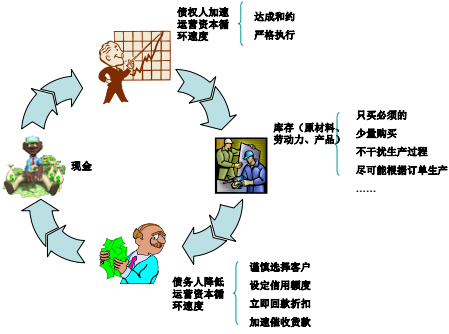 债权人加速
运营资本循
环速度
达成和约
严格执行
库存（原材料、
劳动力、产品）
只买必须的
少量购买
不干扰生产过程
尽可能根据订单生产
……
现金
债务人降低
运营资本循
环速度
谨慎选择客户
设定信用额度
立即回款折扣
加速催收货款